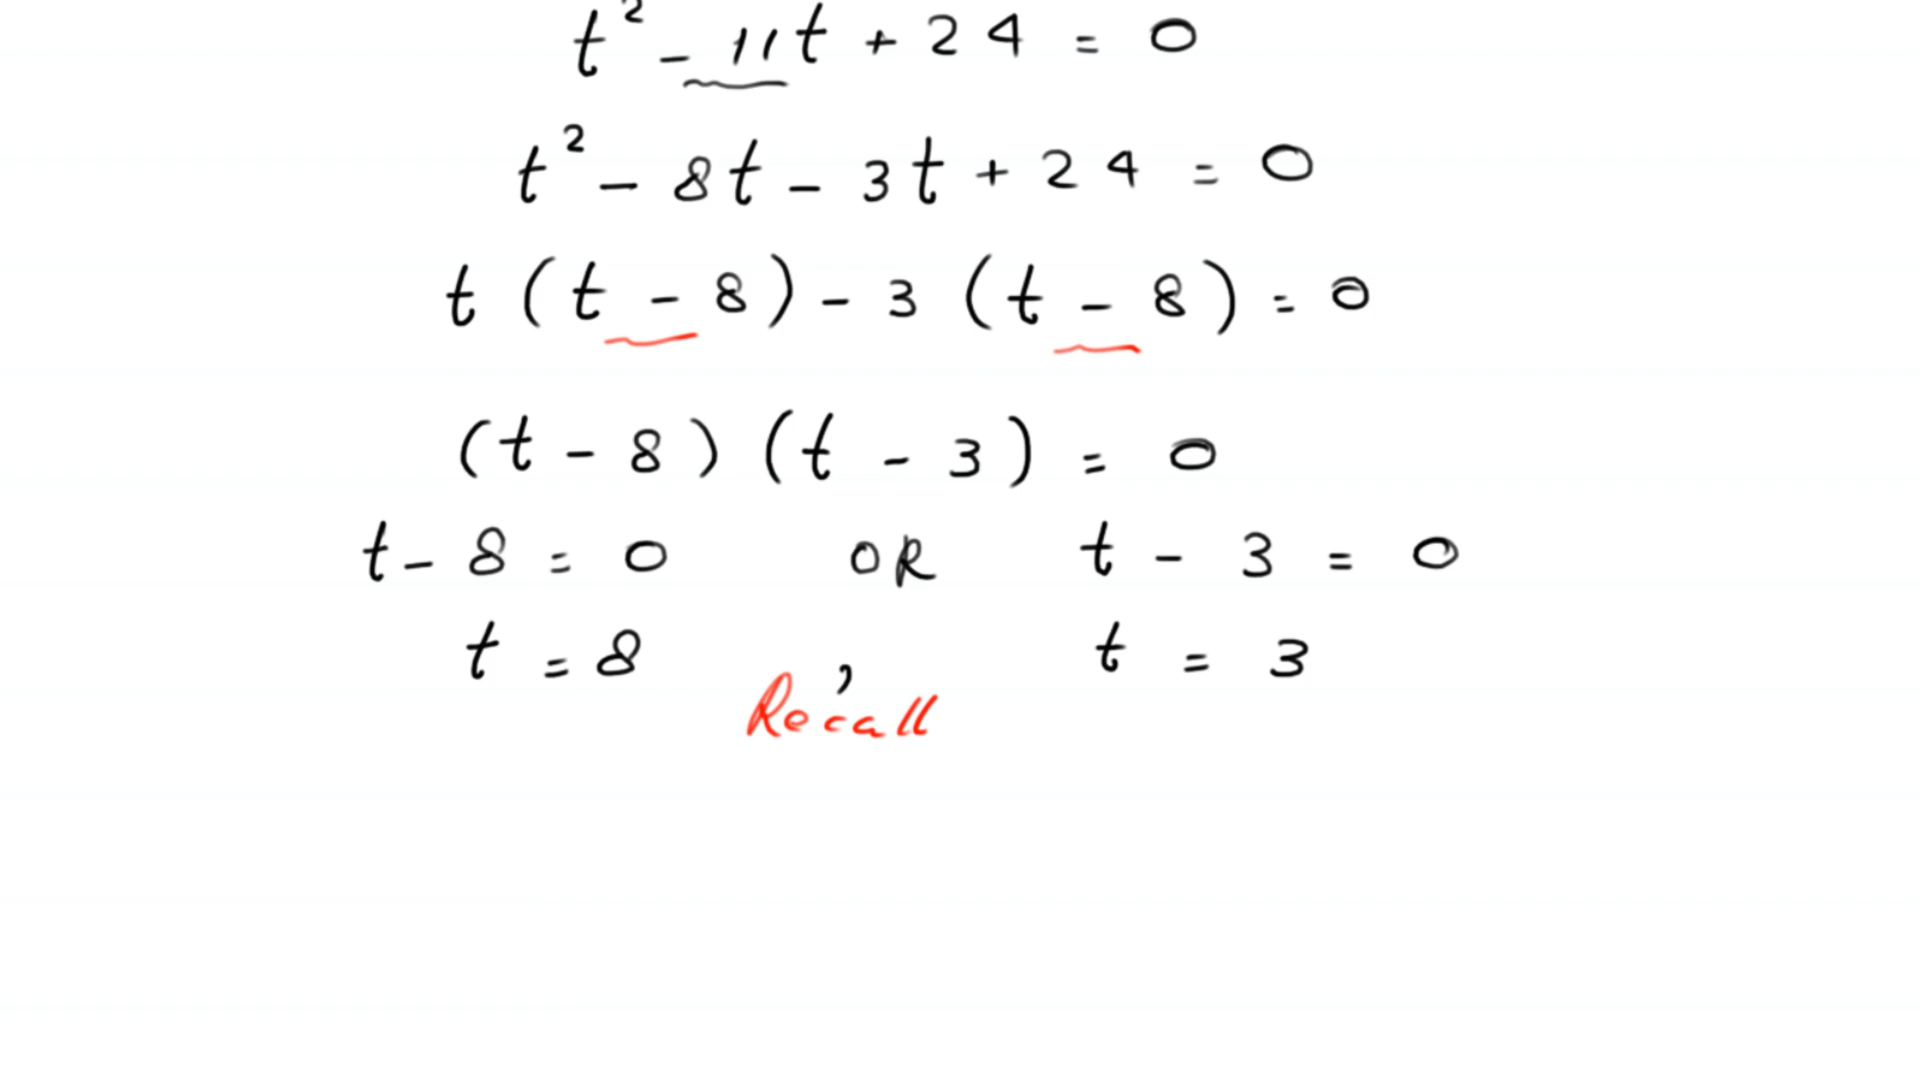 t² - 11t + 24 = 0
t² - 8t - 3t + 24 = 0
t (t - 8) - 3 (t - 8) = 0
(t - 8) (t - 3) = 0
t - 8 = 0 OR t - 3 = 0
t = 8 , t = 3
Recall